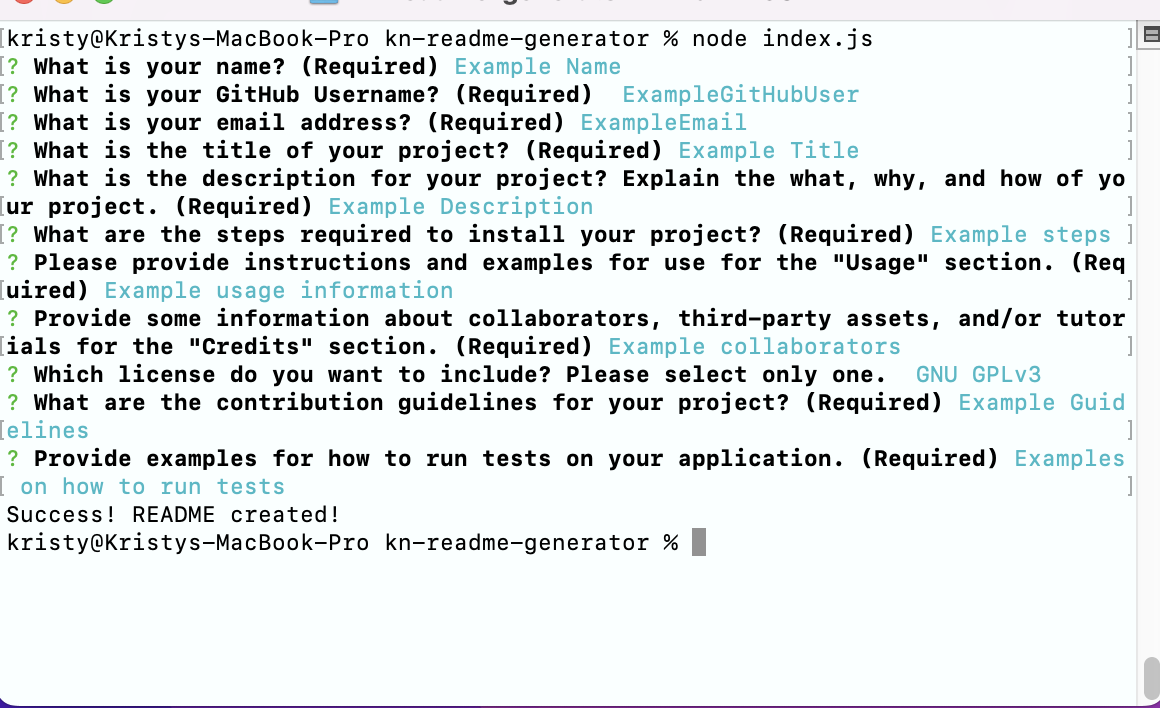 [kristy@Kristys-MacBook-Pro kn-readme-generator % node index.js ]
[? What is your name? (Required) Example Name ]
[? What is your GitHub Username? (Required)  ExampleGitHubUser ]
[? What is your email address? (Required) ExampleEmail ]
[? What is the title of your project? (Required) Example Title ]
? What is the description for your project? Explain the what, why, and how of yo
[ur project. (Required) Example Description ]
[? What are the steps required to install your project? (Required) Example steps ]
? Please provide instructions and examples for use for the "Usage" section. (Req
[uired) Example usage information ]
? Provide some information about collaborators, third-party assets, and/or tutor
[ials for the "Credits" section. (Required) Example collaborators ]
? Which license do you want to include? Please select only one.  GNU GPLv3
? What are the contribution guidelines for your project? (Required) Example Guid
[elines ]
? Provide examples for how to run tests on your application. (Required) Examples
[ on how to run tests ]
Success! README created!
kristy@Kristys-MacBook-Pro kn-readme-generator %